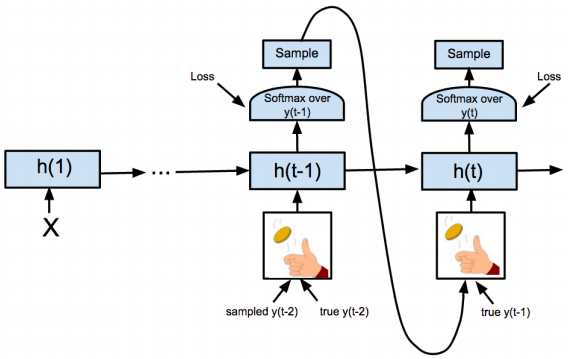 Sample
Sample
Loss
Loss
Softmax over
y(t-1)
Softmax over
y(t)
h(1)
...
h(t-1)
h(t)
X
sampled y(t-2)
true y(t-2)
true y(t-1)